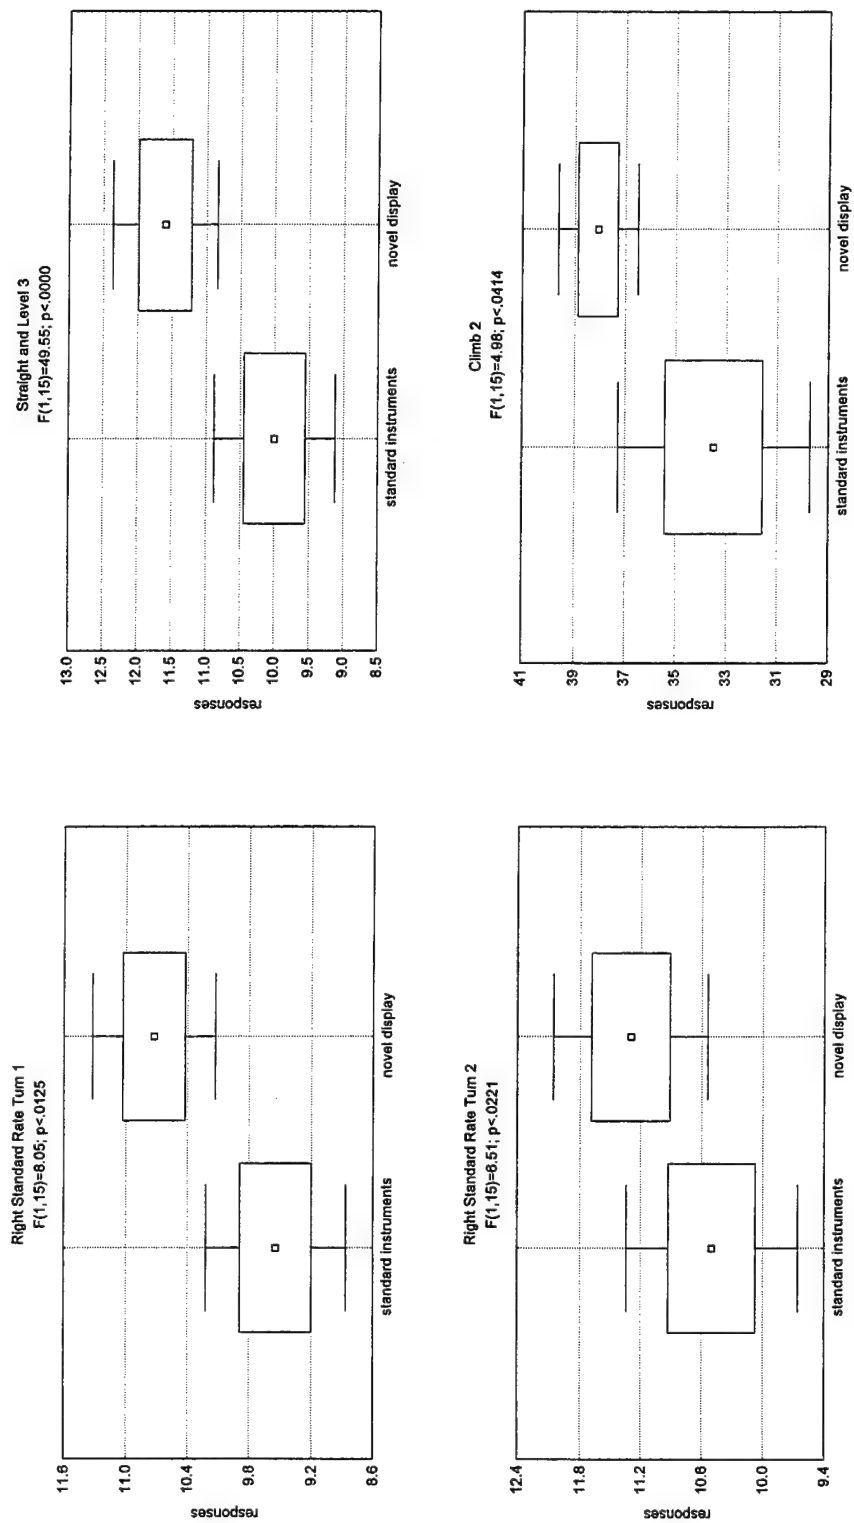 Right Standard Rate Turn 1
F(1,15)=8.05; p<.0125
responses
11.6
11.0
10.4
9.8
9.2
8.6
standard instruments
novel display
Straight and Level 3
F(1,15)=49.55; p<.0000
responses
13.0
12.5
12.0
11.5
11.0
10.5
10.0
9.5
9.0
8.5
standard instruments
novel display
Right Standard Rate Turn 2
F(1,15)=6.51; p<.0221
responses
12.4
11.8
11.2
10.6
10.0
9.4
standard instruments
novel display
Climb 2
F(1,15)=4.98; p<.0414
responses
41
39
37
35
33
31
29
standard instruments
novel display